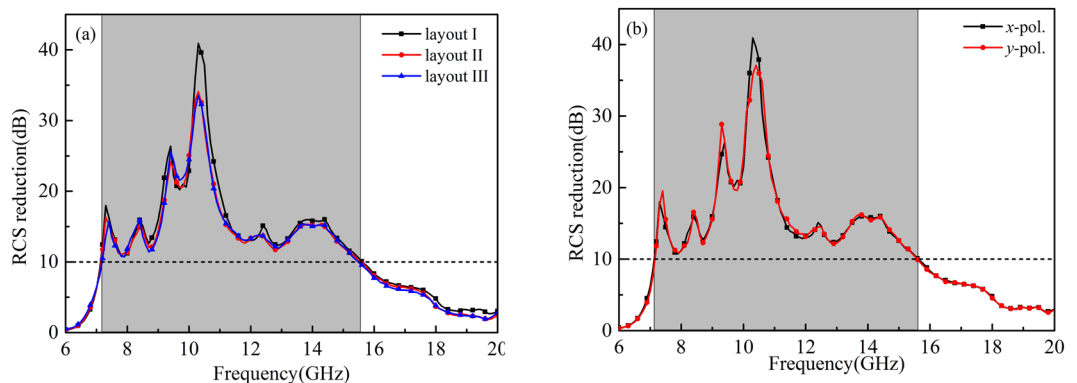 (a)
layout I
layout II
layout III
RCS reduction(dB)
40
30
20
10
0
6 8 10 12 14 16 18 20
Frequency(GHz)
(b)
x-pol.
y-pol.
RCS reduction(dB)
40
30
20
10
0
6 8 10 12 14 16 18 20
Frequency(GHz)